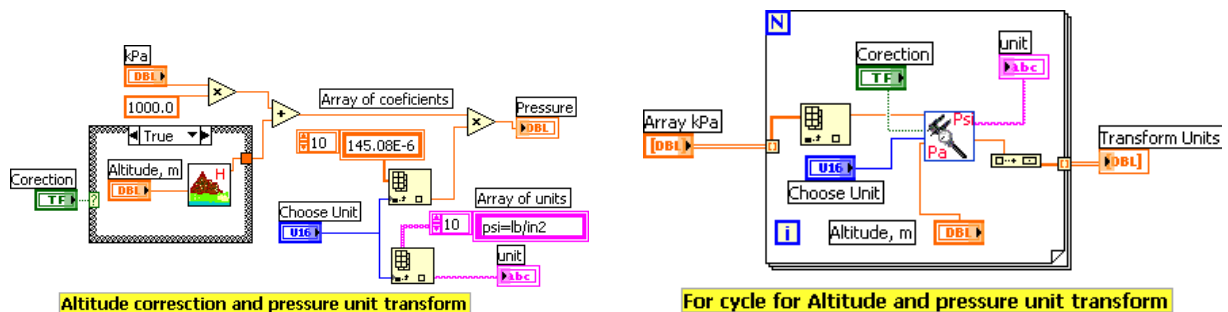 kPa
DBL
1000.0
Array of coeficients
Pressure
DBL
True
10
145.08E-6
Altitude, m
H
DBL
Corection
TF
?
Choose Unit
U16
Array of units
10
psi=lb/in2
unit
abc
Altitude corresction and pressure unit transform
N
unit
abc
Corection
TF
Array kPa
[DBL]
Psi
Pa
Transform Units
[DBL]
U16
Choose Unit
i
Altitude, m
DBL
For cycle for Altitude and pressure unit transform